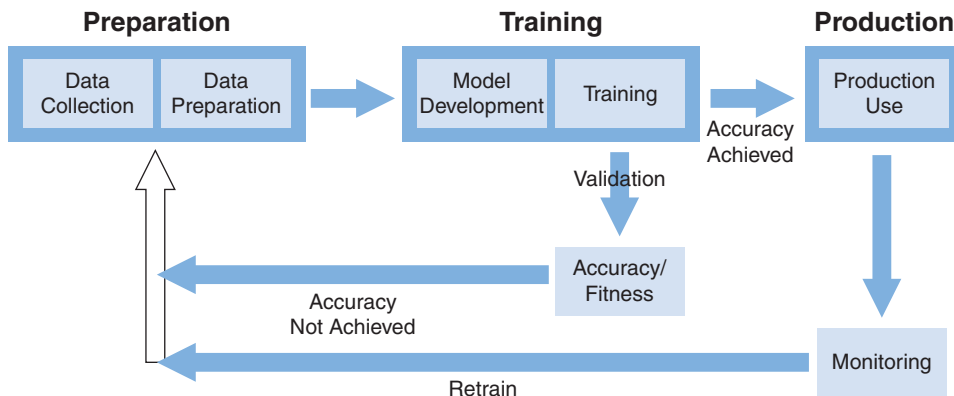 Preparation
Training
Production
Data
Collection
Data
Preparation
Model
Development
Training
Production
Use
Accuracy
Achieved
Validation
Accuracy/
Fitness
Accuracy
Not Achieved
Monitoring
Retrain